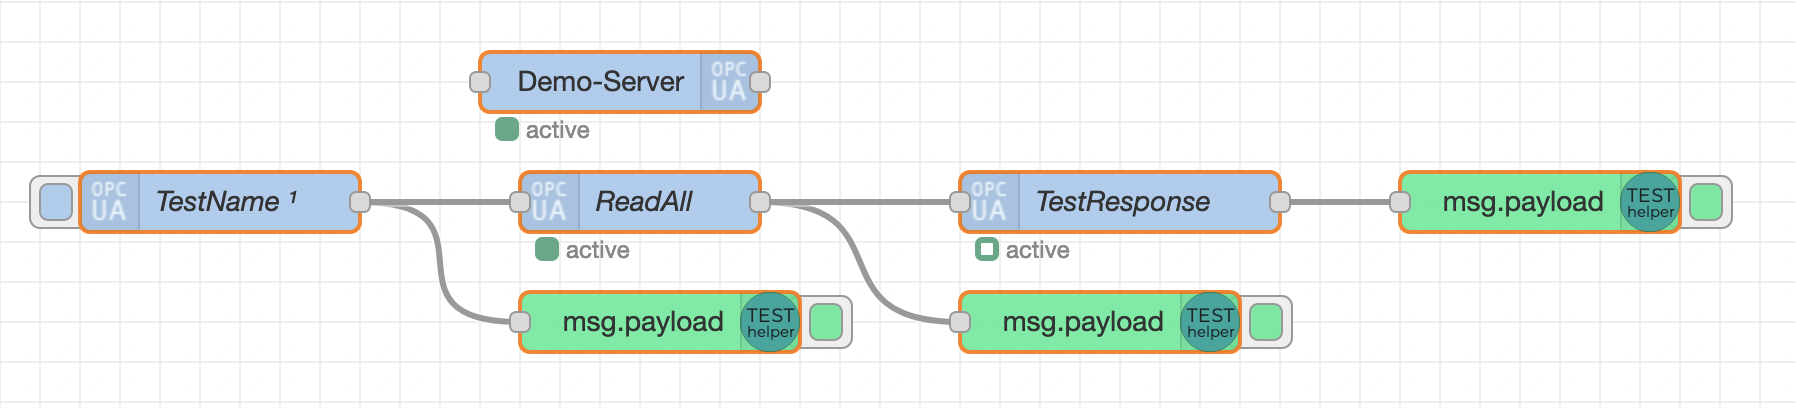 Demo-Server
OPC
UA
active
OPC
UA
TestName ¹
OPC
UA
ReadAll
active
OPC
UA
TestResponse
active
msg.payload
TEST
helper
msg.payload
TEST
helper
msg.payload
TEST
helper